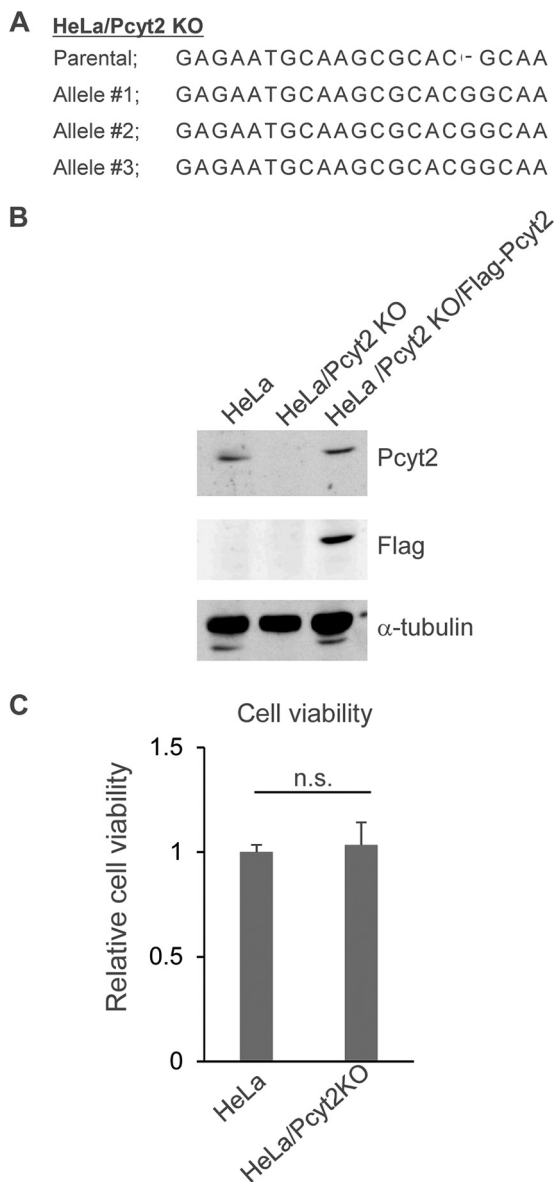 A
HeLa/Pcyt2 KO
Parental; GAGAATGCAAGCGCAC - GCAA
Allele #1; GAGAATGCAAGCGCACGGCAA
Allele #2; GAGAATGCAAGCGCACGGCAA
Allele #3; GAGAATGCAAGCGCACGGCAA
B
HeLa
HeLa/Pcyt2 KO
HeLa /Pcyt2 KO/Flag-Pcyt2
Pcyt2
Flag
α-tubulin
C
Cell viability
Relative cell viability
1.5
1
0.5
0
n.s.
HeLa
HeLa/Pcyt2KO